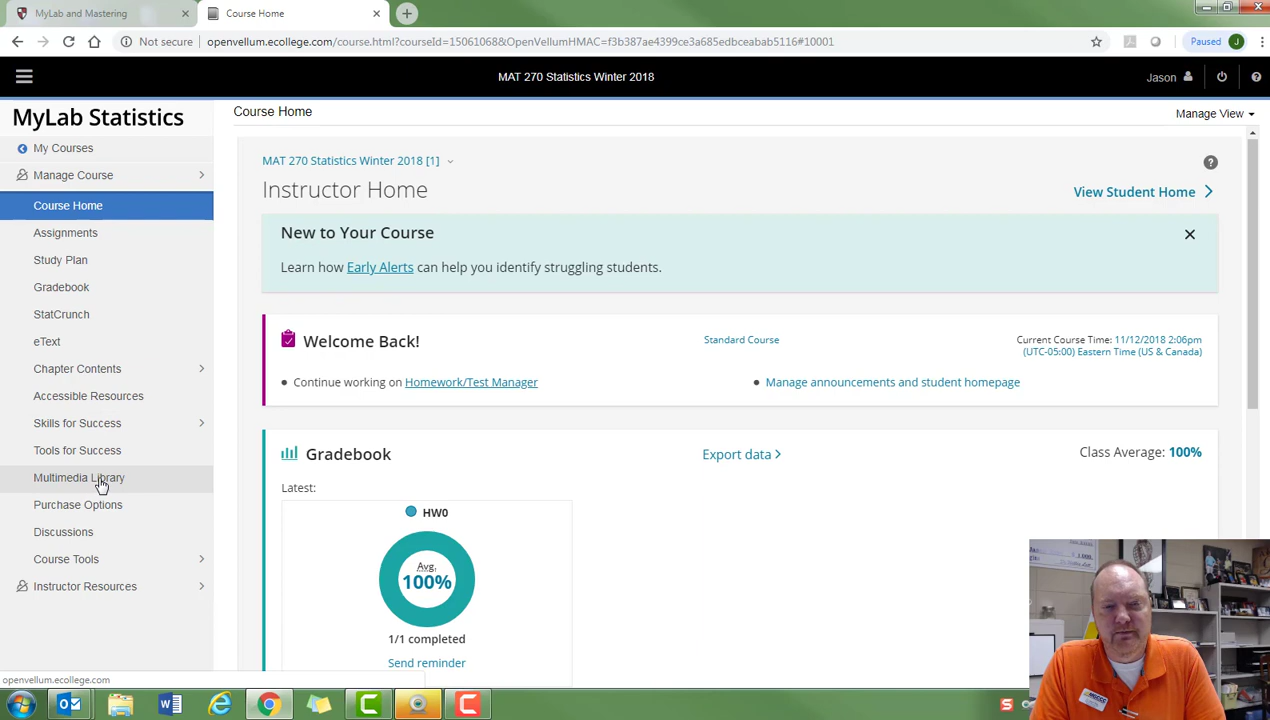 MyLab and Mastering
Course Home
Not secure
openvellum.ecollege.com/course.html?courseId=15061068&OpenVellumHMAC=f3b387ae4399ce3a685edbceabab5116#10001
Paused
J
MAT 270 Statistics Winter 2018
Jason
MyLab Statistics
My Courses
Manage Course
Course Home
Assignments
Study Plan
Gradebook
StatCrunch
eText
Chapter Contents
Accessible Resources
Skills for Success
Tools for Success
Multimedia Library
Purchase Options
Discussions
Course Tools
Instructor Resources
openvellum.ecollege.com
Course Home
Manage View
MAT 270 Statistics Winter 2018 [1]
Instructor Home
View Student Home
New to Your Course
Learn how Early Alerts can help you identify struggling students.
Welcome Back!
Standard Course
Current Course Time: 11/12/2018 2:06pm
(UTC-05:00) Eastern Time (US & Canada)
Continue working on Homework/Test Manager
Manage announcements and student homepage
Gradebook
Export data
Class Average: 100%
Latest:
HW0
Avg.
100%
1/1 completed
Send reminder